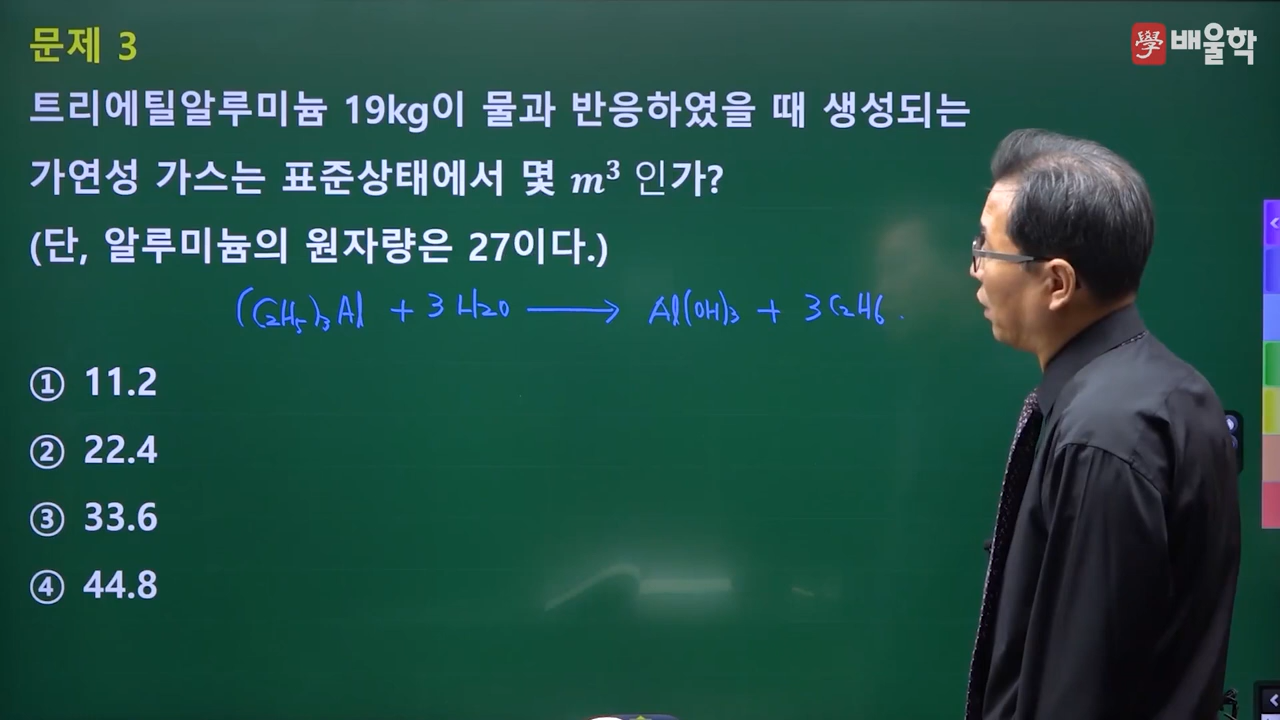 문제 3
學 배울학
트리에틸알루미늄 19kg이 물과 반응하였을 때 생성되는
가연성 가스는 표준상태에서 몇 m³ 인가?
(단, 알루미늄의 원자량은 27이다.)
(C₂H₅)₃Al + 3H₂O → Al(OH)₃ + 3C₂H₆.
① 11.2
② 22.4
③ 33.6
④ 44.8